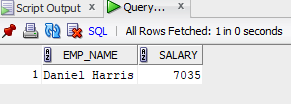 Script Output Query...
SQL All Rows Fetched: 1 in 0 seconds
EMP_NAME SALARY
1 Daniel Harris 7035